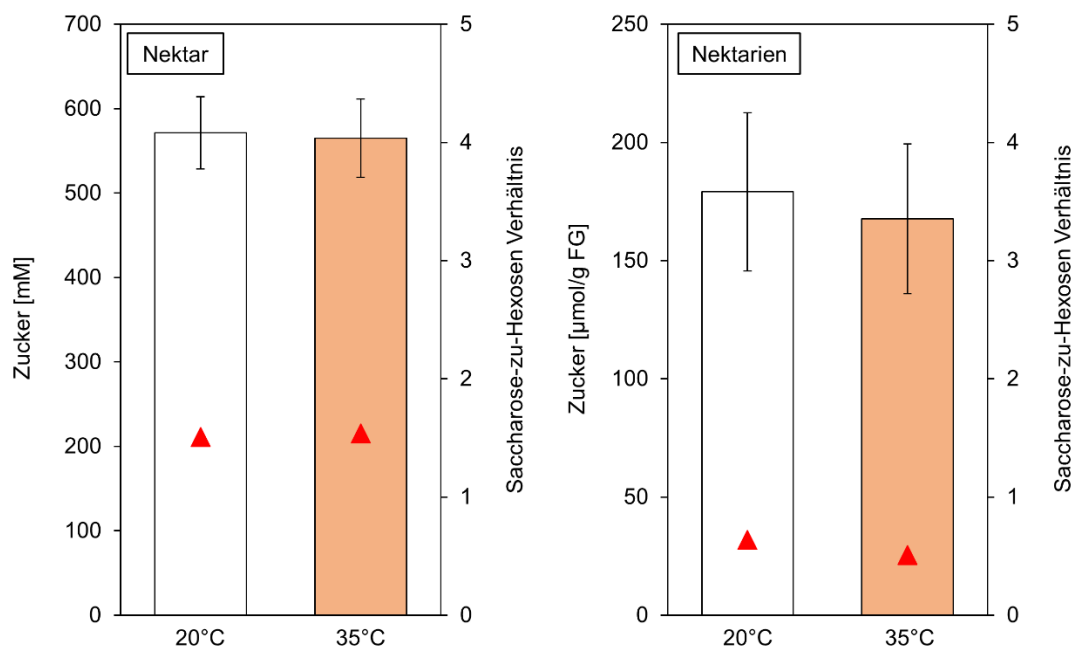 Nektar
Zucker [mM]
700
600
500
400
300
200
100
0
20°C
35°C
5
4
3
2
1
0
Saccharose-zu-Hexosen Verhältnis
Nektarien
Zucker [µmol/g FG]
250
200
150
100
50
0
20°C
35°C
5
4
3
2
1
0
Saccharose-zu-Hexosen Verhältnis